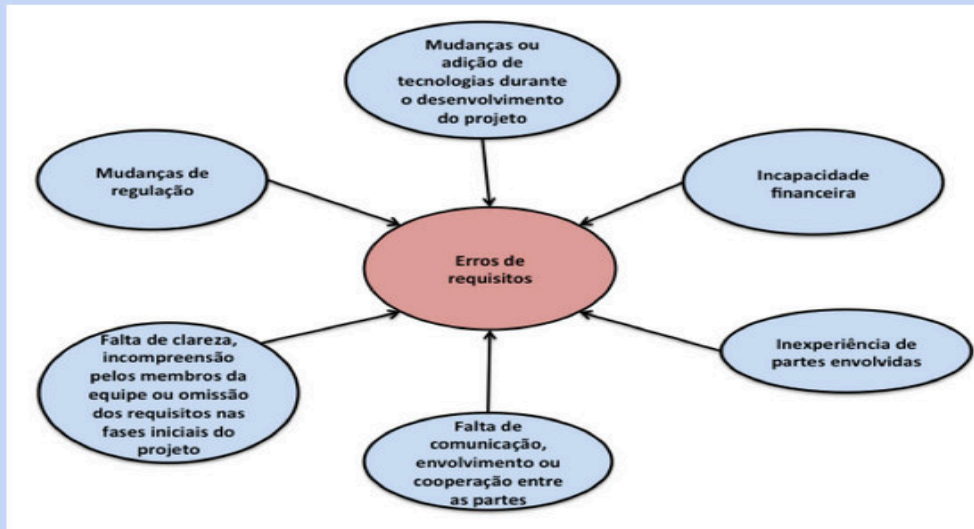 Mudanças ou
adição de
tecnologias durante
o desenvolvimento
do projeto
Mudanças de
regulação
Incapacidade
financeira
Erros de
requisitos
Falta de clareza,
incompreensão
pelos membros da
equipe ou omissão
dos requisitos nas
fases iniciais do
projeto
Inexperiência de
partes envolvidas
Falta de
comunicação,
envolvimento ou
cooperação entre
as partes